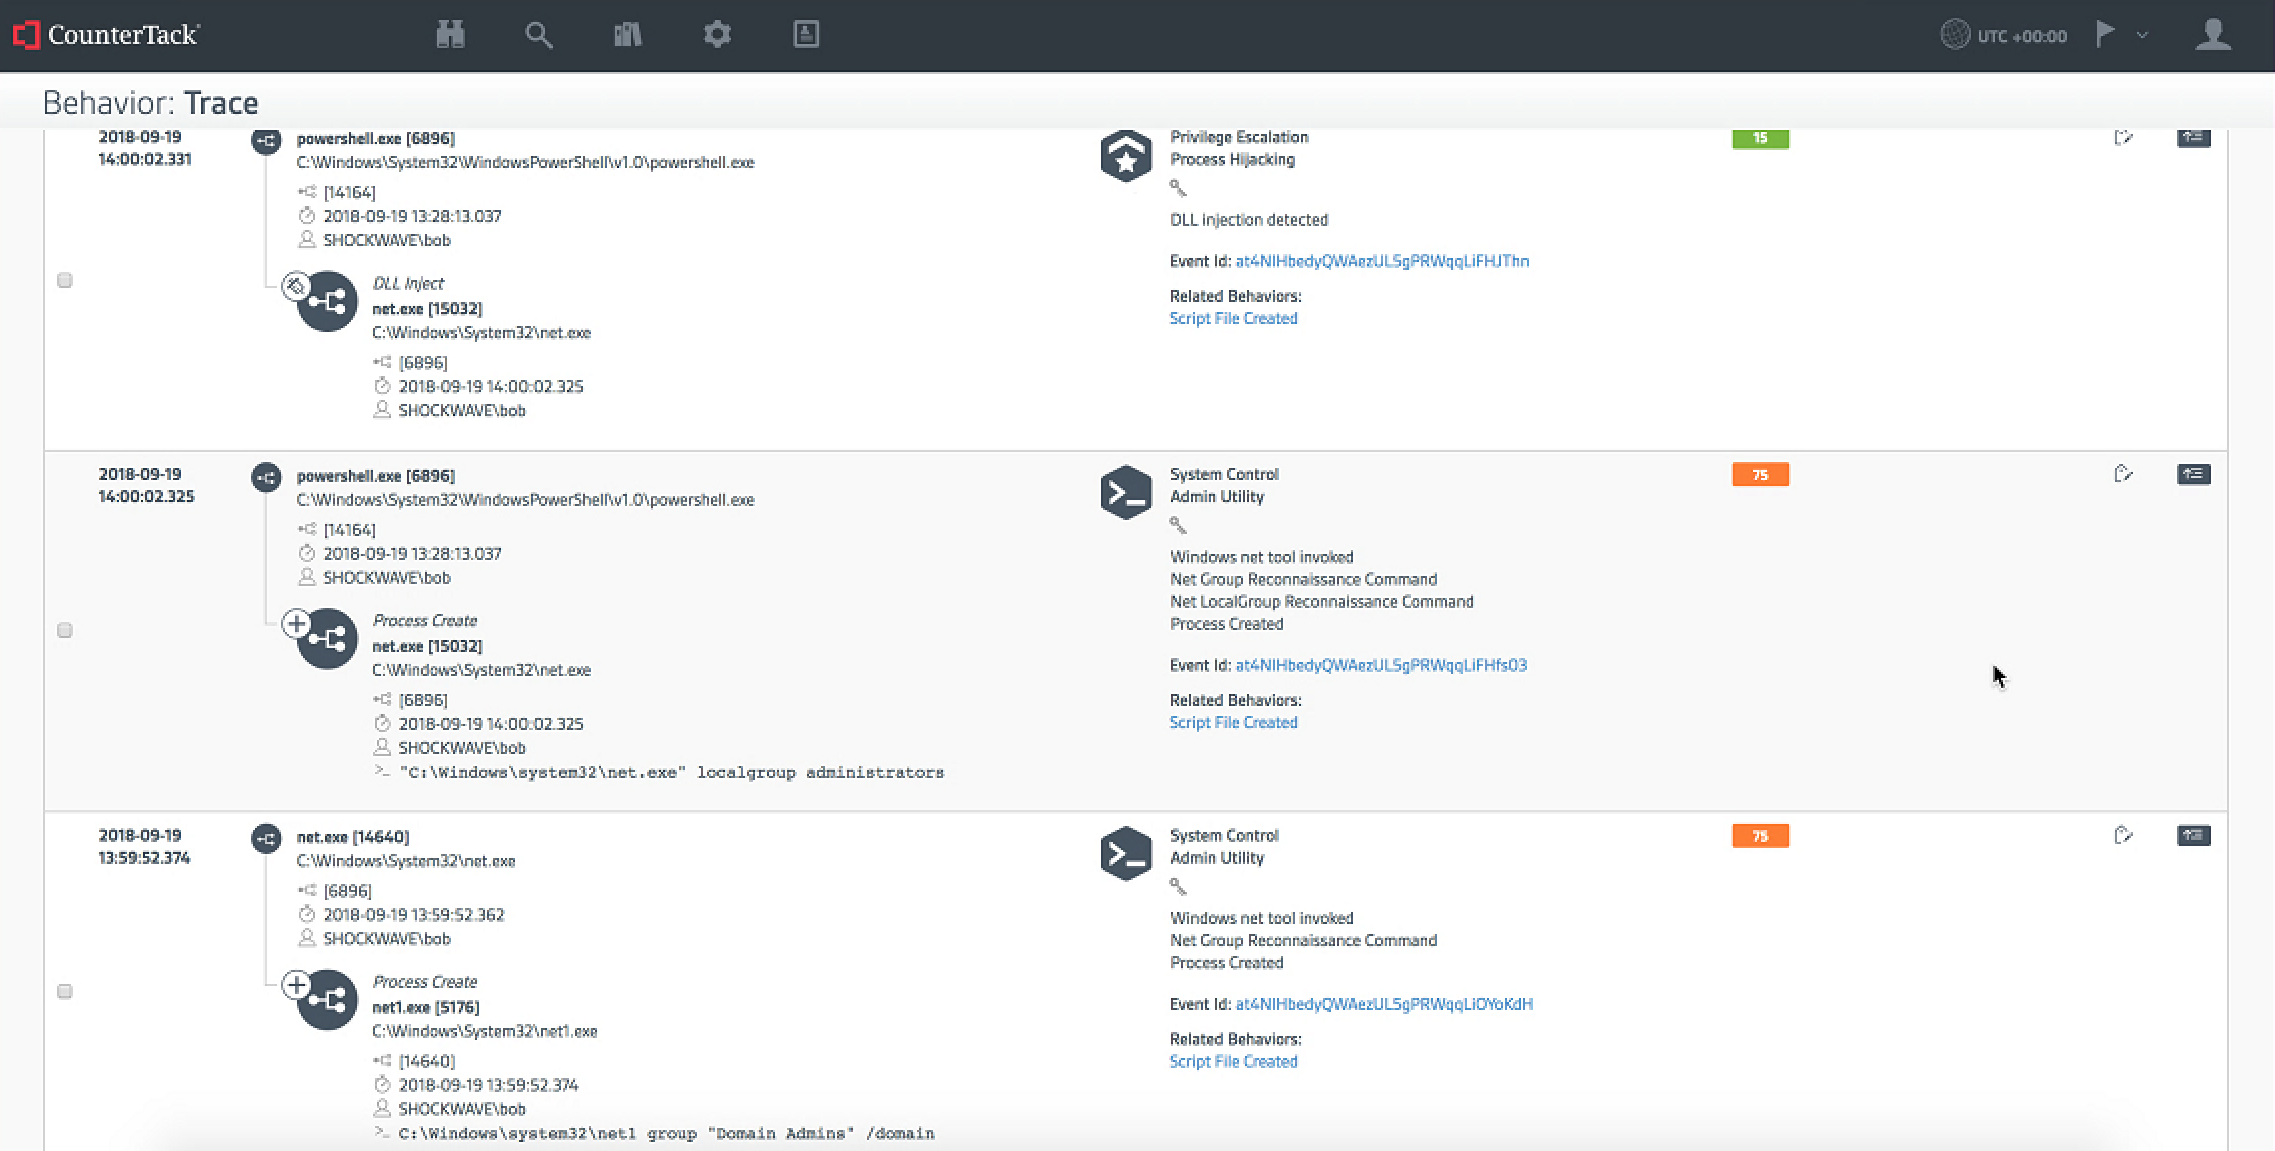 CounterTack
UTC +00:00
Behavior: Trace
2018-09-19
14:00:02.331
powershell.exe [6896]
C:\Windows\System32\WindowsPowerShell\v1.0\powershell.exe
[14164]
2018-09-19 13:28:13.037
SHOCKWAVE\bob
DLL Inject
net.exe [15032]
C:\Windows\System32\net.exe
[6896]
2018-09-19 14:00:02.325
SHOCKWAVE\bob
Privilege Escalation
Process Hijacking
DLL injection detected
Event Id: at4NIHbedyQWAezUL5gPRWqqLiFHJThn
Related Behaviors:
Script File Created
15
2018-09-19
14:00:02.325
powershell.exe [6896]
C:\Windows\System32\WindowsPowerShell\v1.0\powershell.exe
[14164]
2018-09-19 13:28:13.037
SHOCKWAVE\bob
Process Create
net.exe [15032]
C:\Windows\System32\net.exe
[6896]
2018-09-19 14:00:02.325
SHOCKWAVE\bob
>_ "C:\Windows\system32\net.exe" localgroup administrators
System Control
Admin Utility
Windows net tool invoked
Net Group Reconnaissance Command
Net LocalGroup Reconnaissance Command
Process Created
Event Id: at4NIHbedyQWAezUL5gPRWqqLiFHfsO3
Related Behaviors:
Script File Created
75
2018-09-19
13:59:52.374
net.exe [14640]
C:\Windows\System32\net.exe
[6896]
2018-09-19 13:59:52.362
SHOCKWAVE\bob
Process Create
net1.exe [5176]
C:\Windows\System32\net1.exe
[14640]
2018-09-19 13:59:52.374
SHOCKWAVE\bob
>_ C:\Windows\system32\net1 group "Domain Admins" /domain
System Control
Admin Utility
Windows net tool invoked
Net Group Reconnaissance Command
Process Created
Event Id: at4NIHbedyQWAezUL5gPRWqqLiOYoKdH
Related Behaviors:
Script File Created
75